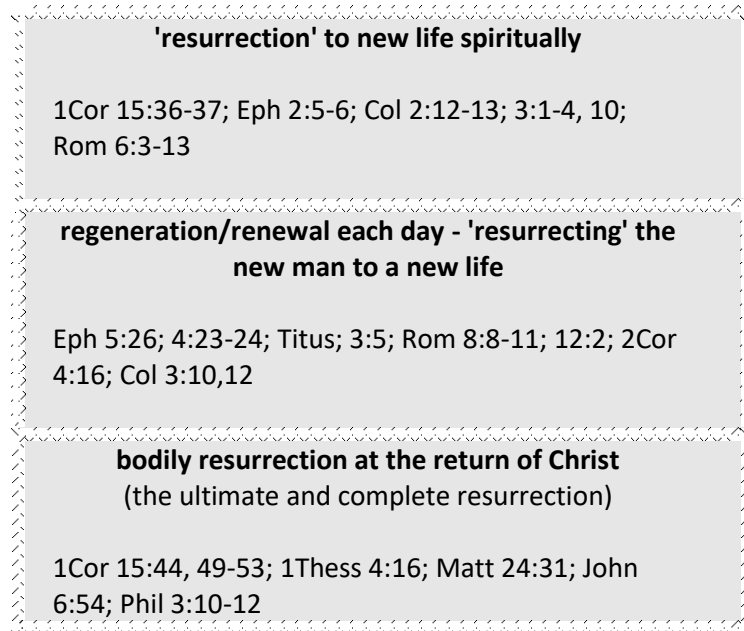 'resurrection' to new life spiritually
1Cor 15:36-37; Eph 2:5-6; Col 2:12-13; 3:1-4, 10;
Rom 6:3-13
regeneration/renewal each day - 'resurrecting' the
new man to a new life
Eph 5:26; 4:23-24; Titus; 3:5; Rom 8:8-11; 12:2; 2Cor
4:16; Col 3:10,12
bodily resurrection at the return of Christ
(the ultimate and complete resurrection)
1Cor 15:44, 49-53; 1Thess 4:16; Matt 24:31; John
6:54; Phil 3:10-12